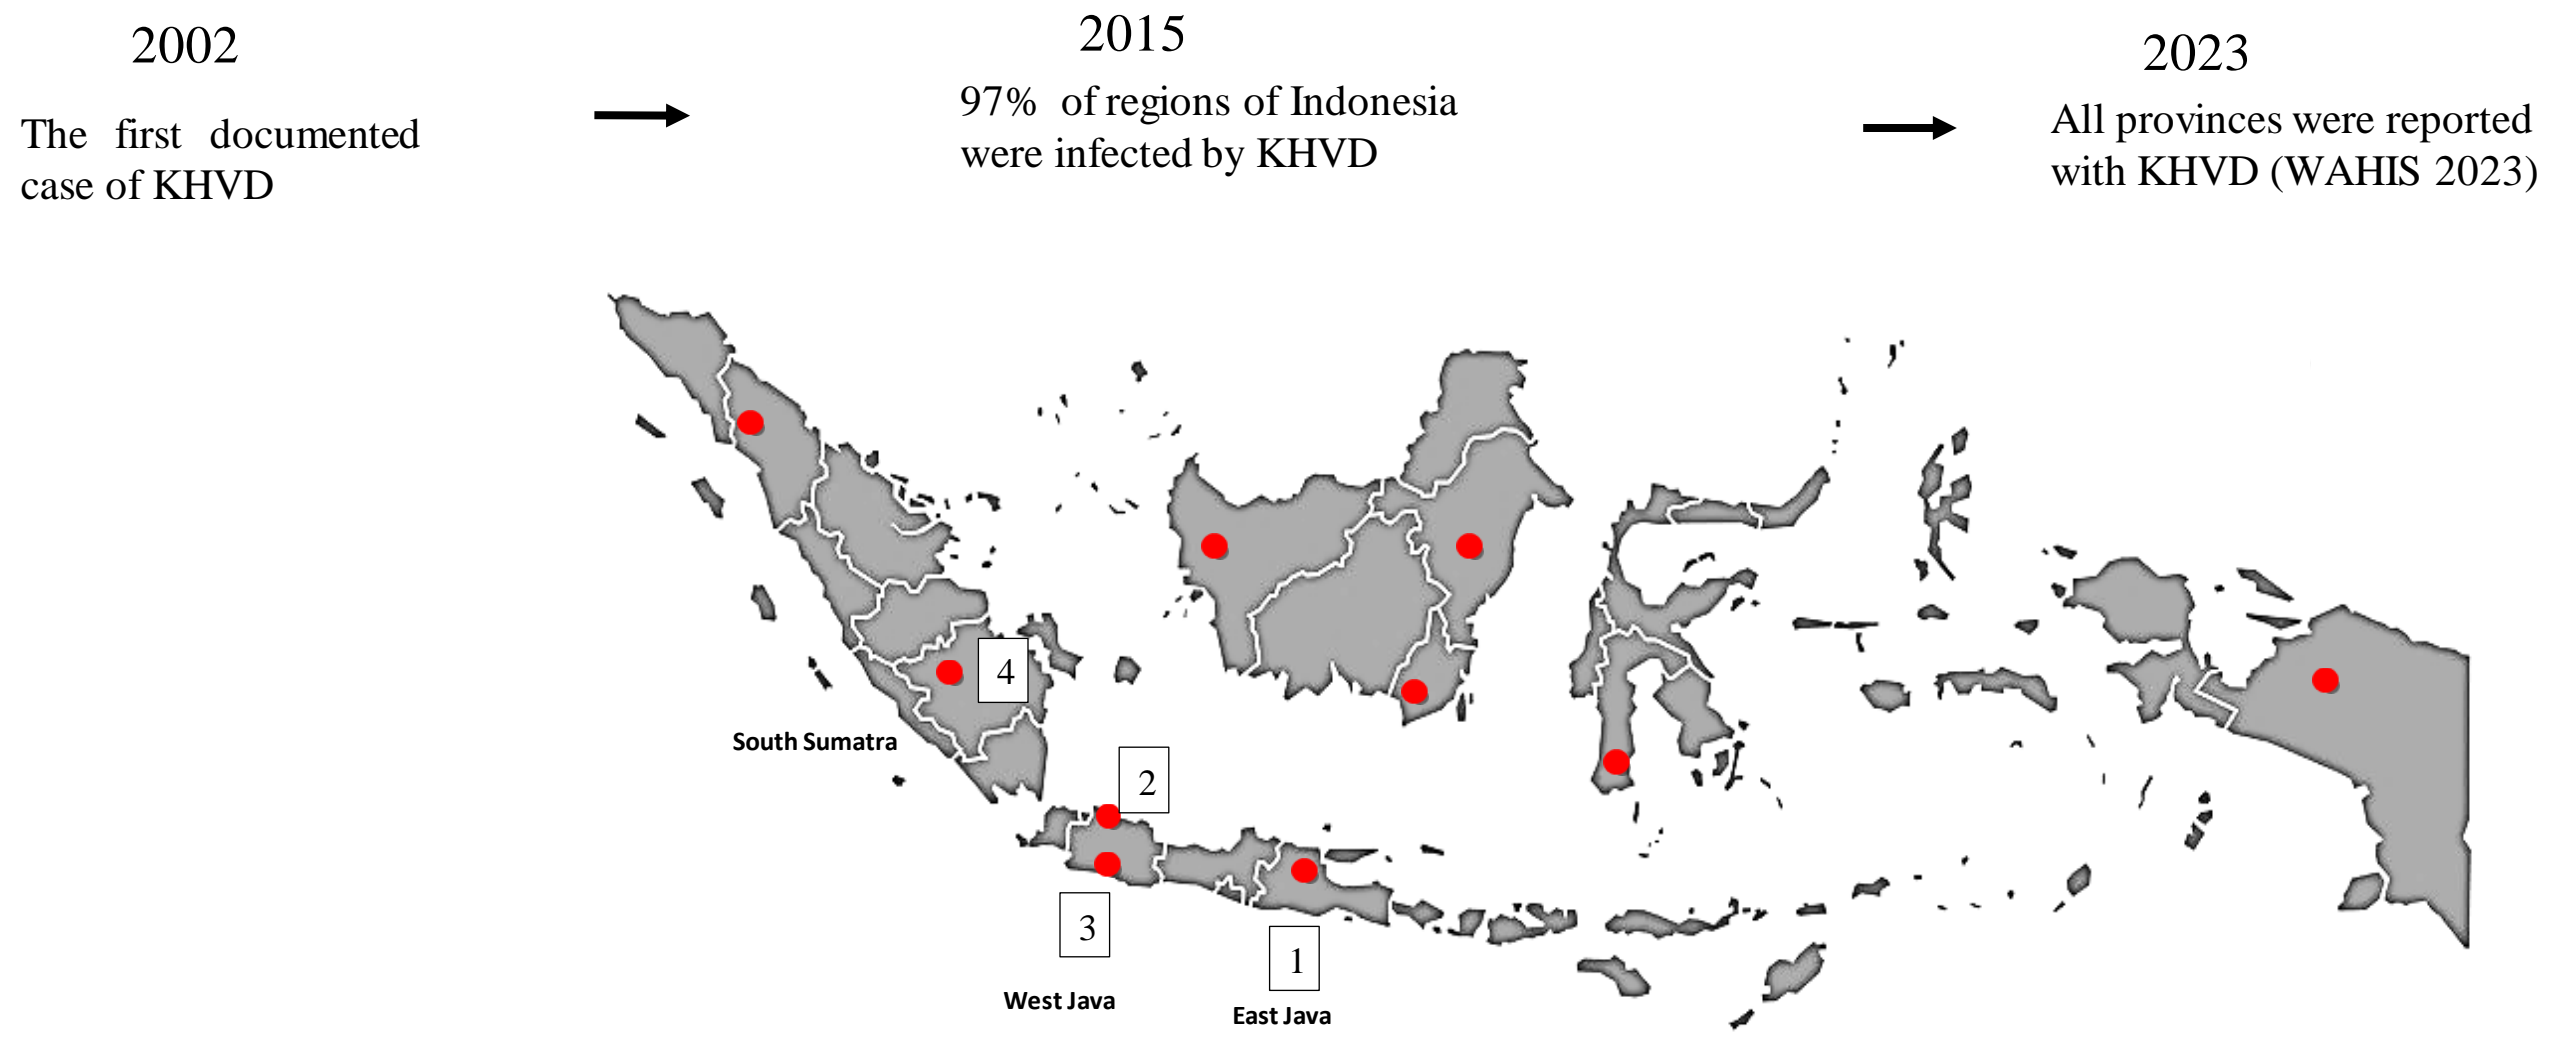 2002
The first documented
case of KHVD
2015
97% of regions of Indonesia
were infected by KHVD
2023
All provinces were reported
with KHVD (WAHIS 2023)
4
South Sumatra
2
3
West Java
1
East Java